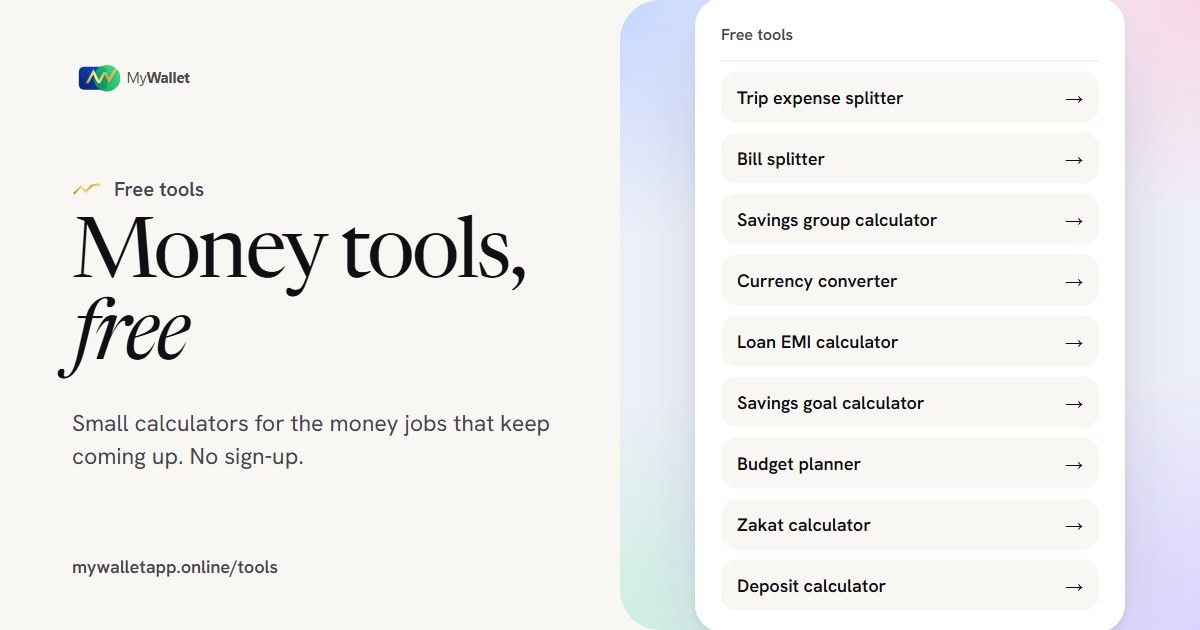 MyWallet
Free tools
Money tools,
free
Small calculators for the money jobs that keep
coming up. No sign-up.
mywalletapp.online/tools
Free tools
Trip expense splitter →
Bill splitter →
Savings group calculator →
Currency converter →
Loan EMI calculator →
Savings goal calculator →
Budget planner →
Zakat calculator →
Deposit calculator →